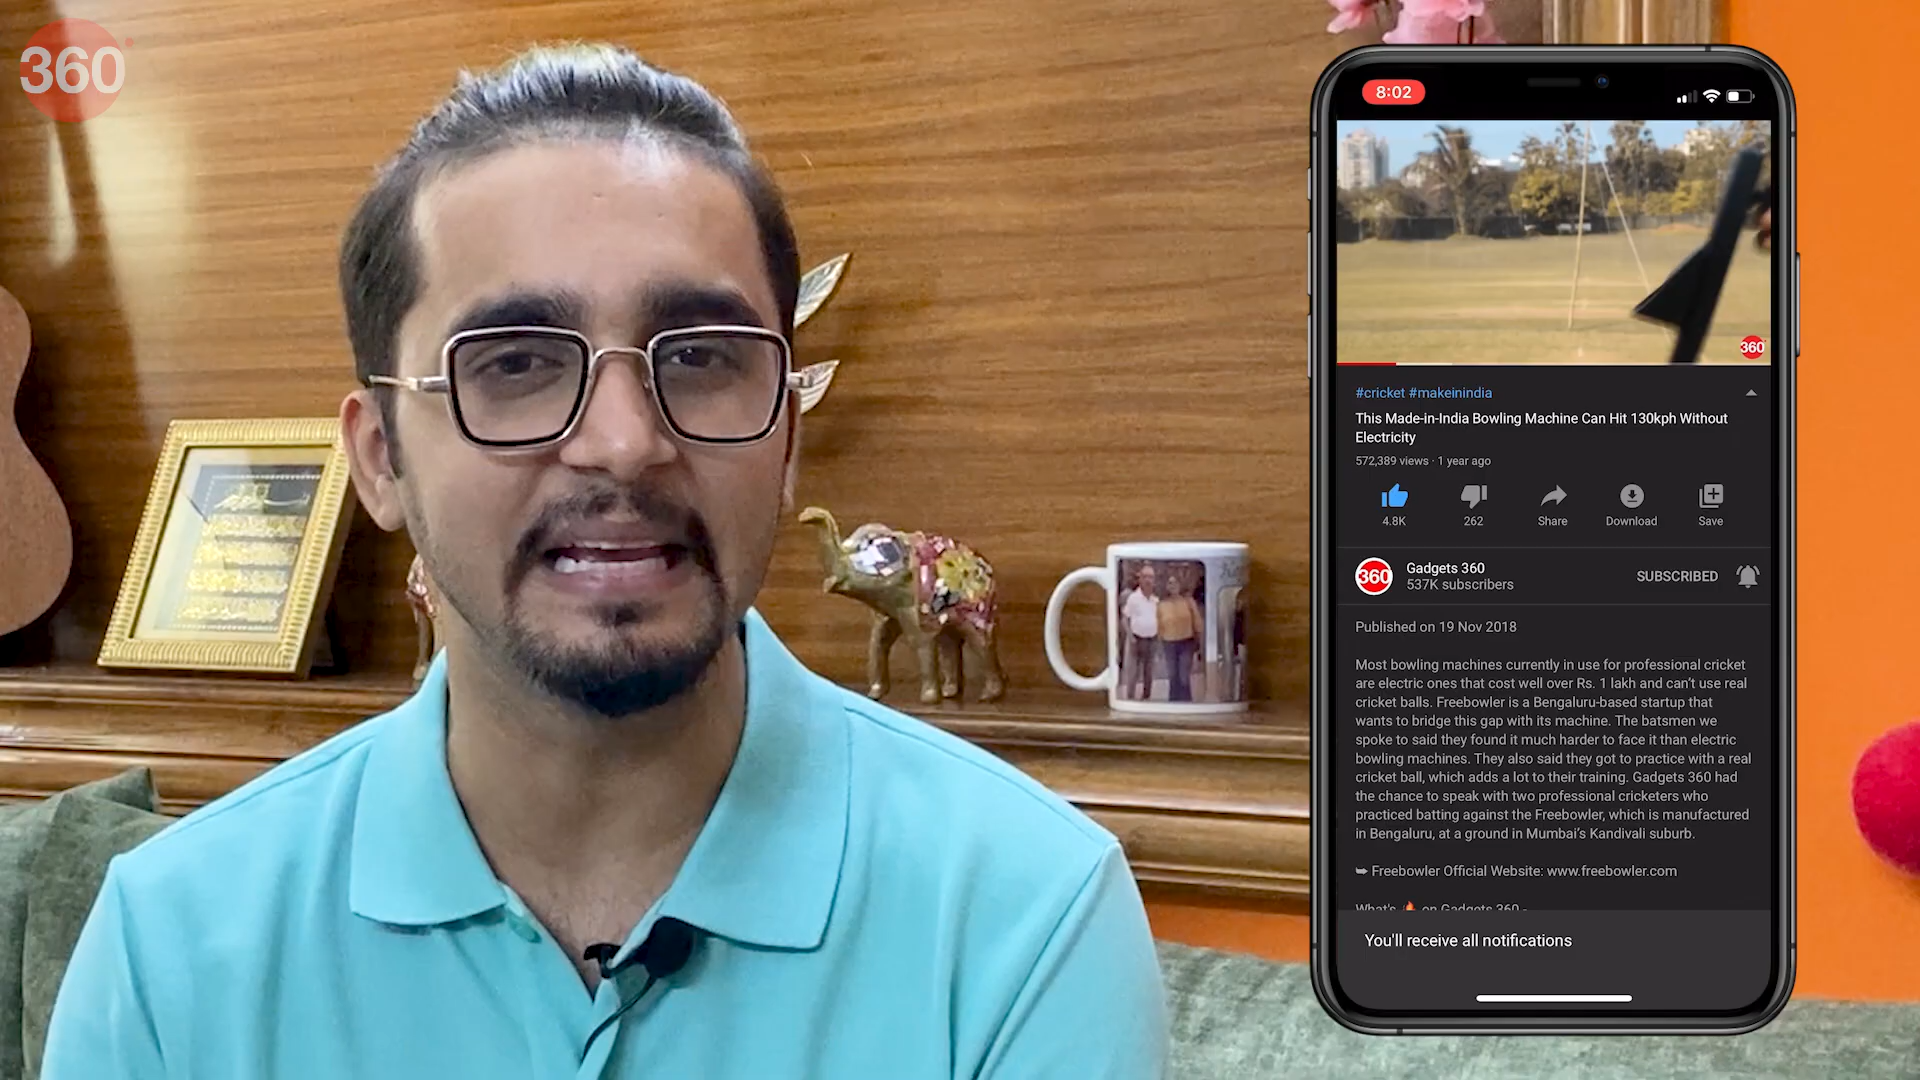 360
8:02
360
#cricket #makeinindia
This Made-in-India Bowling Machine Can Hit 130kph Without
Electricity
572,389 views · 1 year ago
4.8K
262
Share
Download
Save
360
Gadgets 360
537K subscribers
SUBSCRIBED
Published on 19 Nov 2018
Most bowling machines currently in use for professional cricket
are electric ones that cost well over Rs. 1 lakh and can't use real
cricket balls. Freebowler is a Bengaluru-based startup that
wants to bridge this gap with its machine. The batsmen we
spoke to said they found it much harder to face it than electric
bowling machines. They also said they got to practice with a real
cricket ball, which adds a lot to their training. Gadgets 360 had
the chance to speak with two professional cricketers who
practiced batting against the Freebowler, which is manufactured
in Bengaluru, at a ground in Mumbai's Kandivali suburb.
➥ Freebowler Official Website: www.freebowler.com
What's 🔥 on Gadgets 360 -
You'll receive all notifications